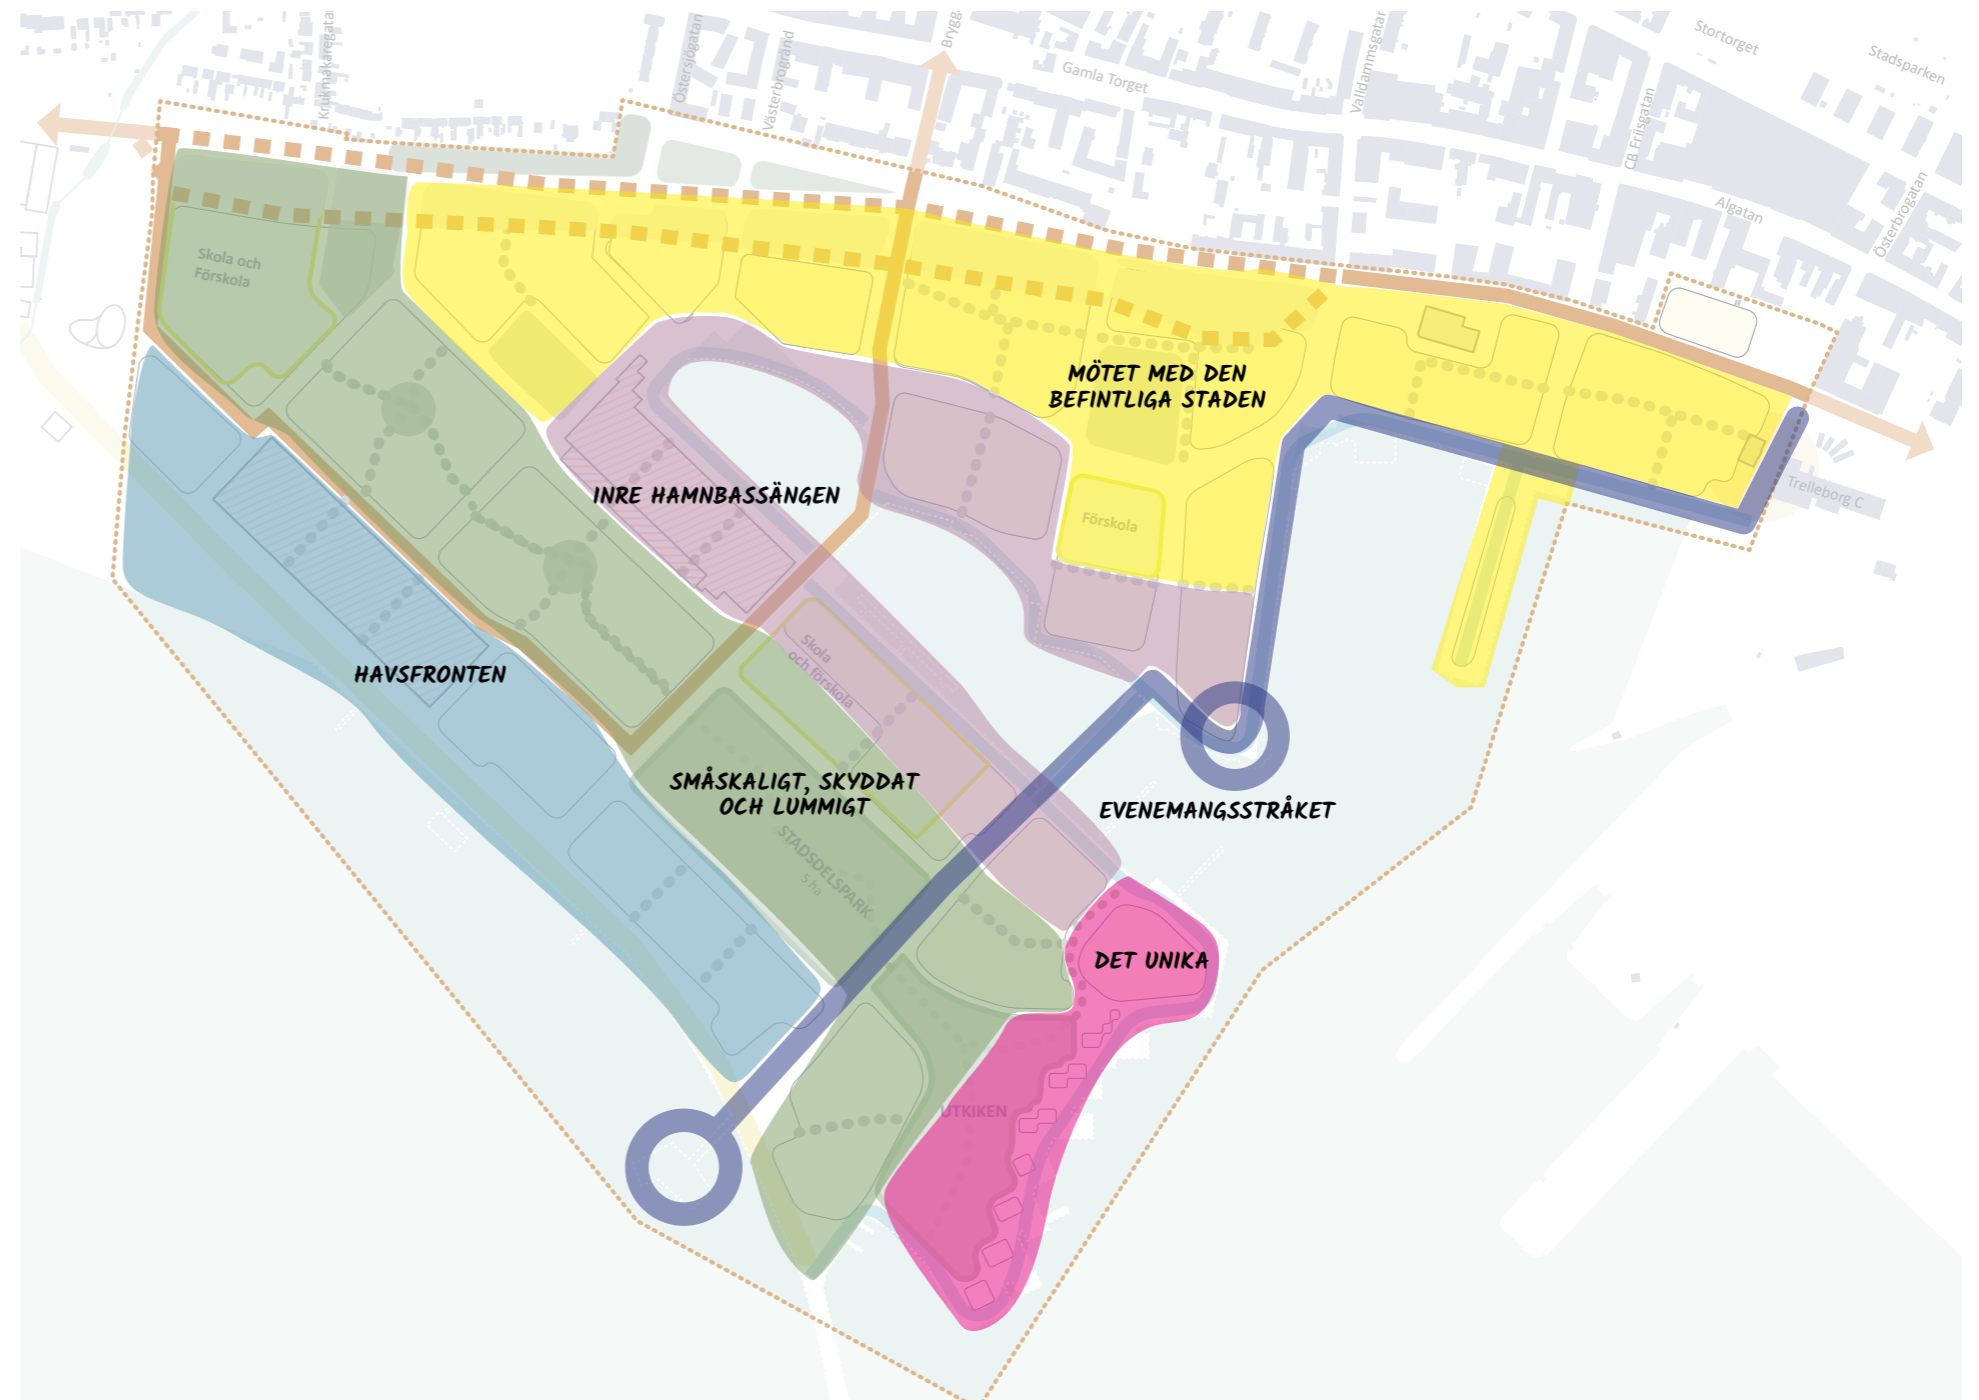 Krukmakaregatan
Östersjögatan
Västerbrogränd
Brygg
Gamla Torget
Valldammsgatan
Stortorget
Stadsparken
CB Friisgatan
Algatan
Österbrogatan
Skola och
Förskola
MÖTET MED DEN
BEFINTLIGA STADEN
INRE HAMNBASSÄNGEN
Förskola
Trelleborg C
HAVSFRONTEN
Skola
och förskola
SMÅSKALIGT, SKYDDAT
OCH LUMMIGT
STADSDELSPARK
5 ha
EVENEMANGSSTRÅKET
DET UNIKA
UTKIKEN